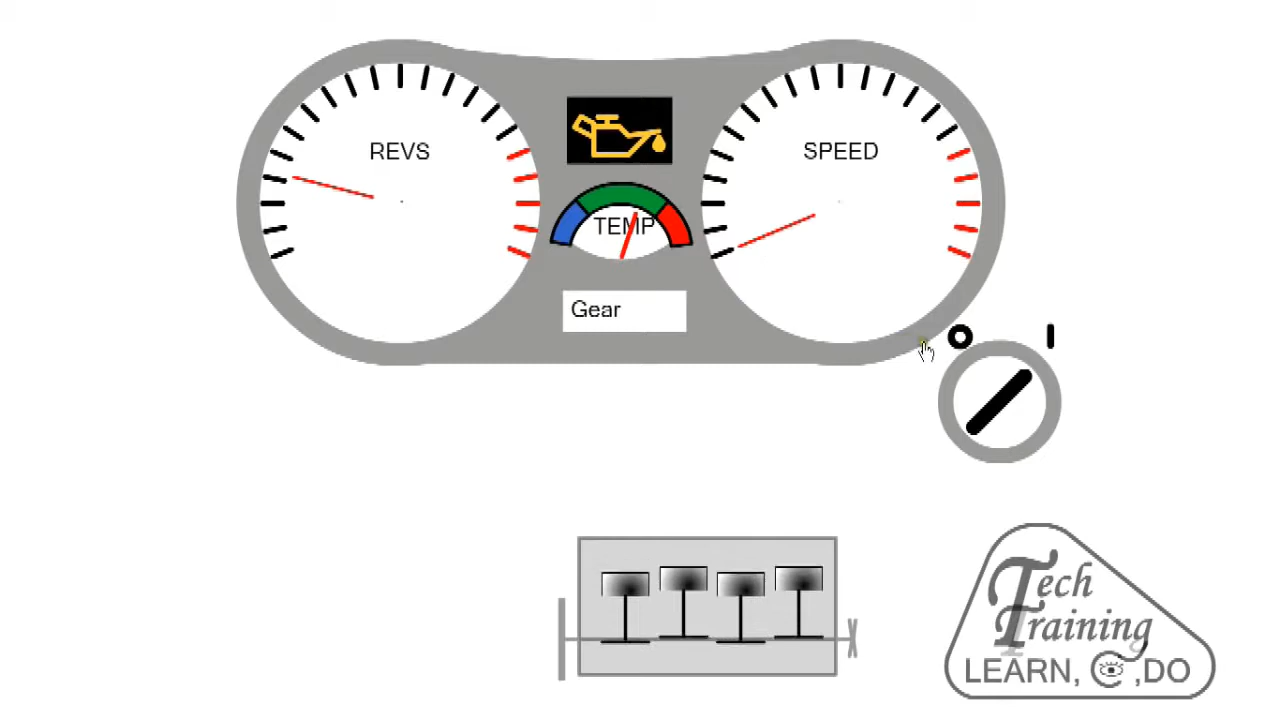 REVS
SPEED
TEMP
Gear
O I
Tech
Training
LEARN, C ,DO